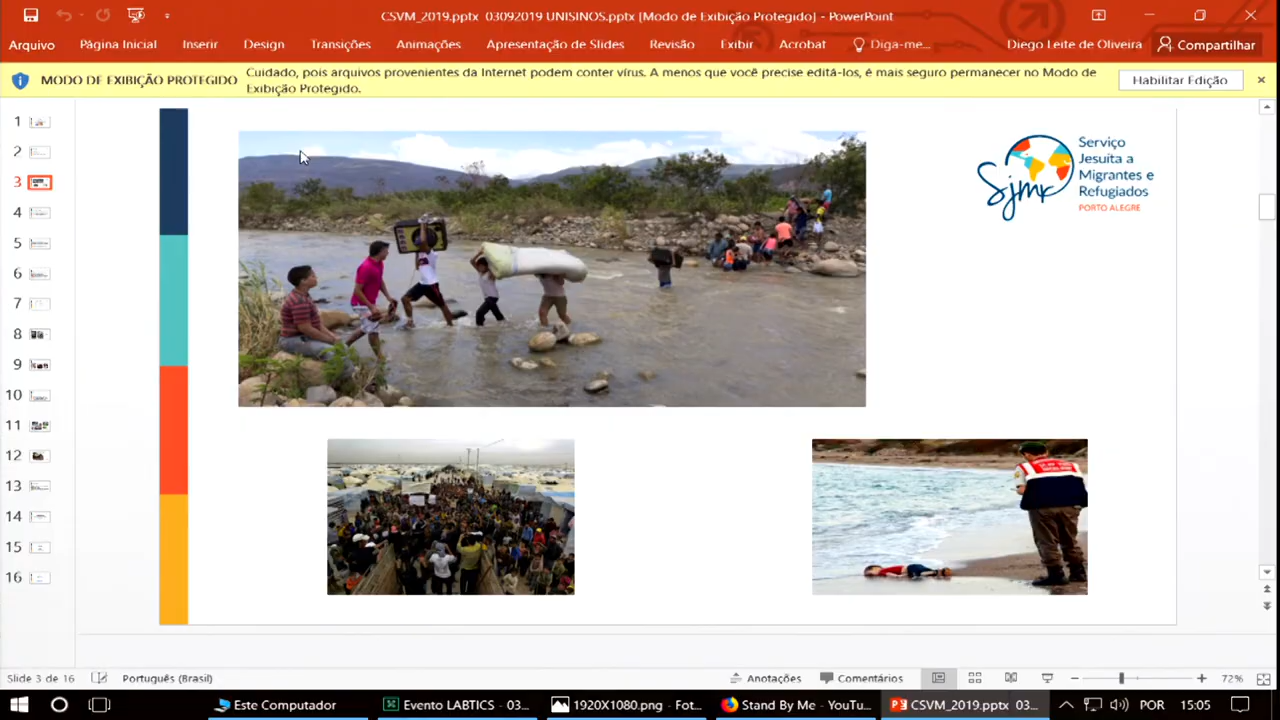 CSVM_2019.pptx 03092019 UNISINOS.pptx [Modo de Exibição Protegido] - PowerPoint
Arquivo Página Inicial Inserir Design Transições Animações Apresentação de Slides Revisão Exibir Acrobat Diga-me... Diego Leite de Oliveira Compartilhar
MODO DE EXIBIÇÃO PROTEGIDO Cuidado, pois arquivos provenientes da Internet podem conter vírus. A menos que você precise editá-los, é mais seguro permanecer no Modo de
Exibição Protegido.
Habilitar Edição
1
2
3
4
5
6
7
8
9
10
11
12
13
14
15
16
Sjmr
Serviço
Jesuíta a
Migrantes e
Refugiados
PORTO ALEGRE
Slide 3 de 16 Português (Brasil) Anotações Comentários 72%
Este Computador Evento LABTICS - 03... 1920X1080.png - Fot... Stand By Me - YouTu... CSVM_2019.pptx 03... POR 15:05